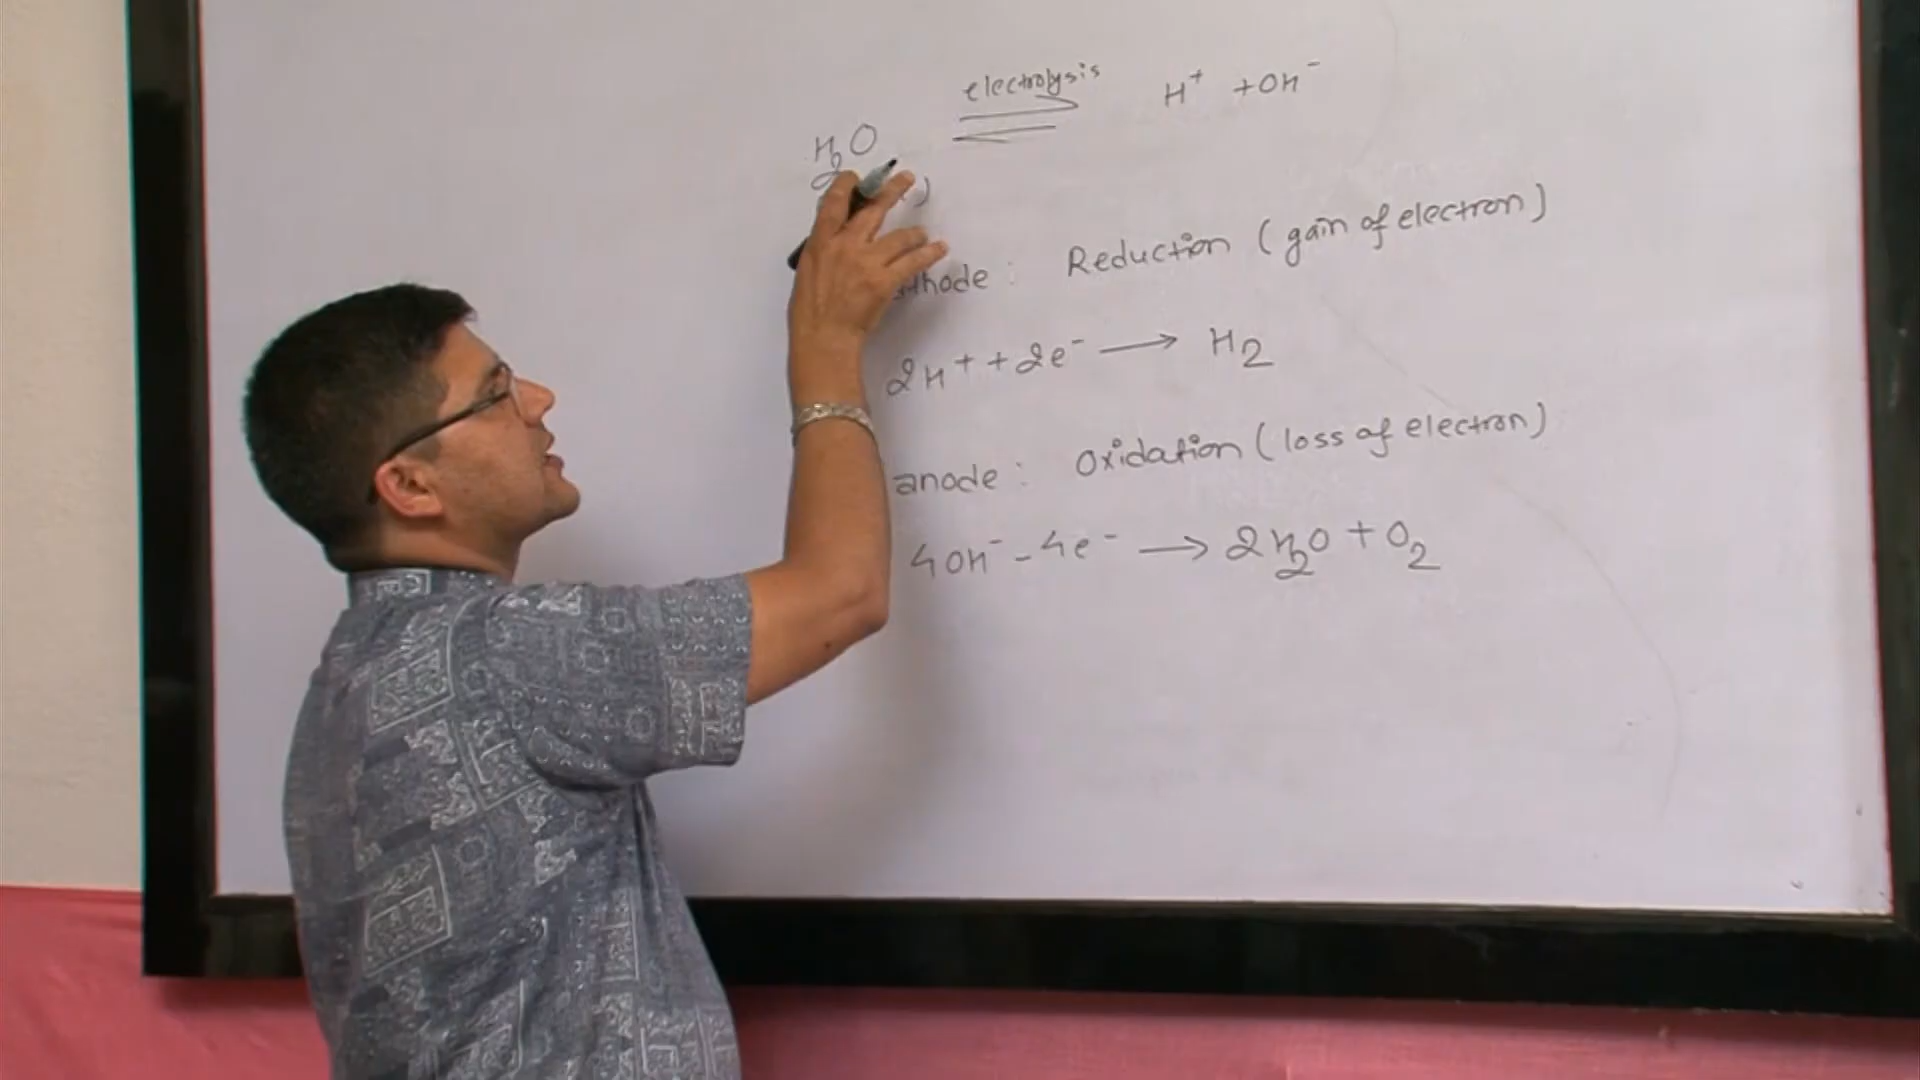 H₂O ⇌ electrolysis H⁺ + OH⁻
Reduction (gain of electron)
2H⁺ + 2e⁻ → H₂
anode : Oxidation (loss of electron)
4OH⁻ - 4e⁻ → 2H₂O + O₂